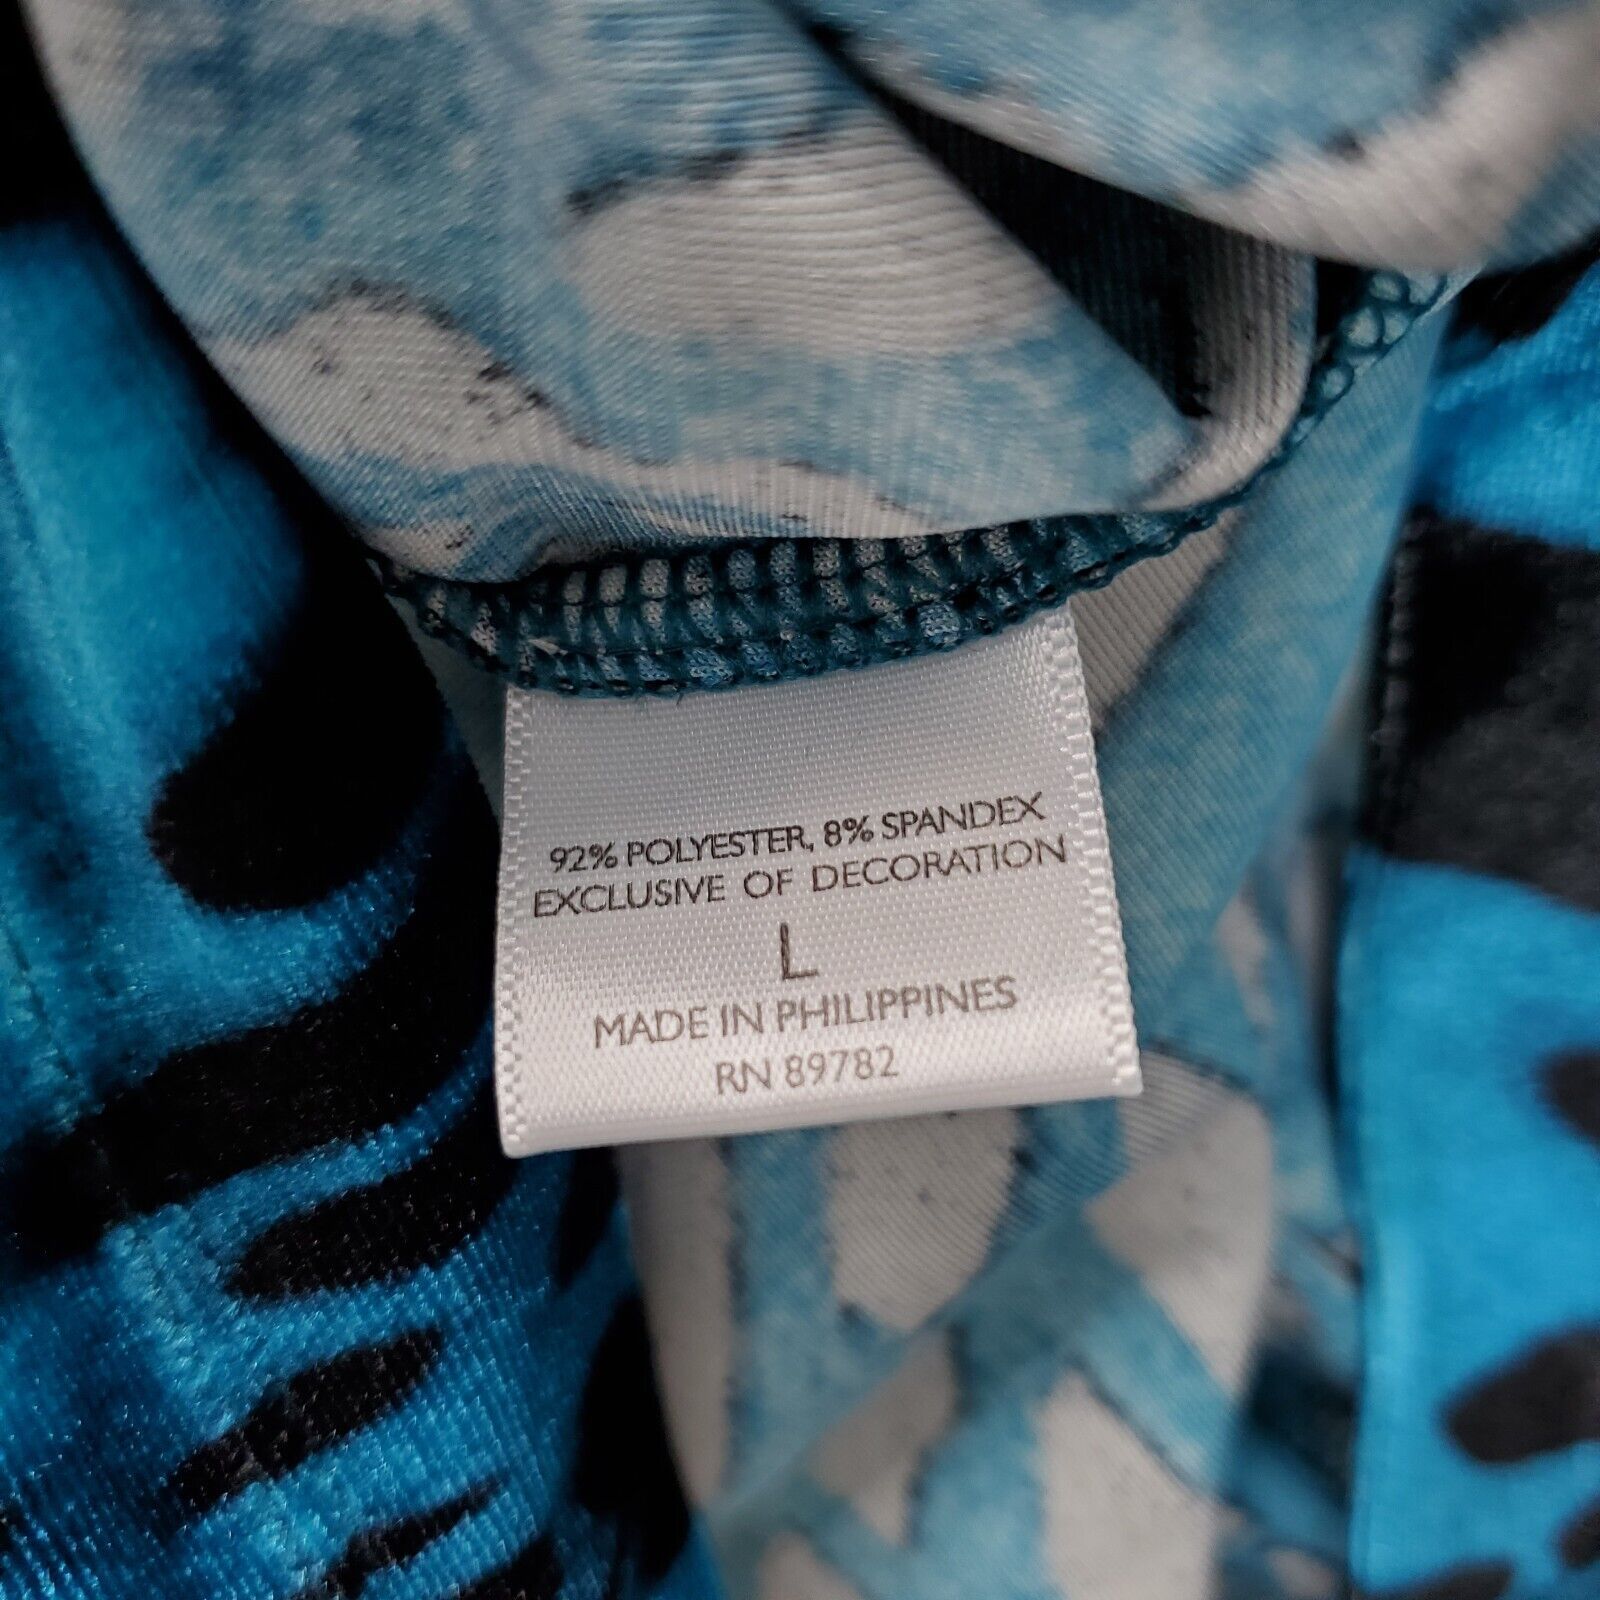 92% POLYESTER, 8% SPANDEX
EXCLUSIVE OF DECORATION
L
MADE IN PHILIPPINES
RN 89782